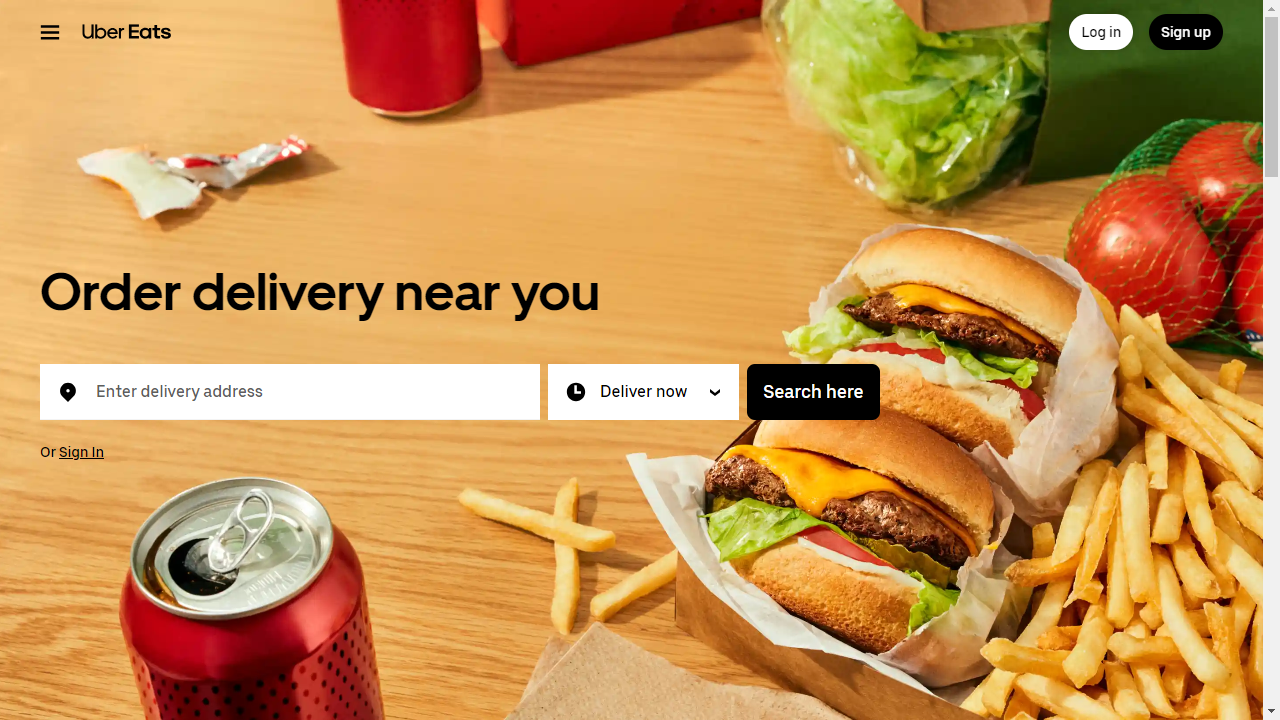 Uber Eats
Log in
Sign up
Order delivery near you
Enter delivery address
Deliver now
Search here
Or Sign In